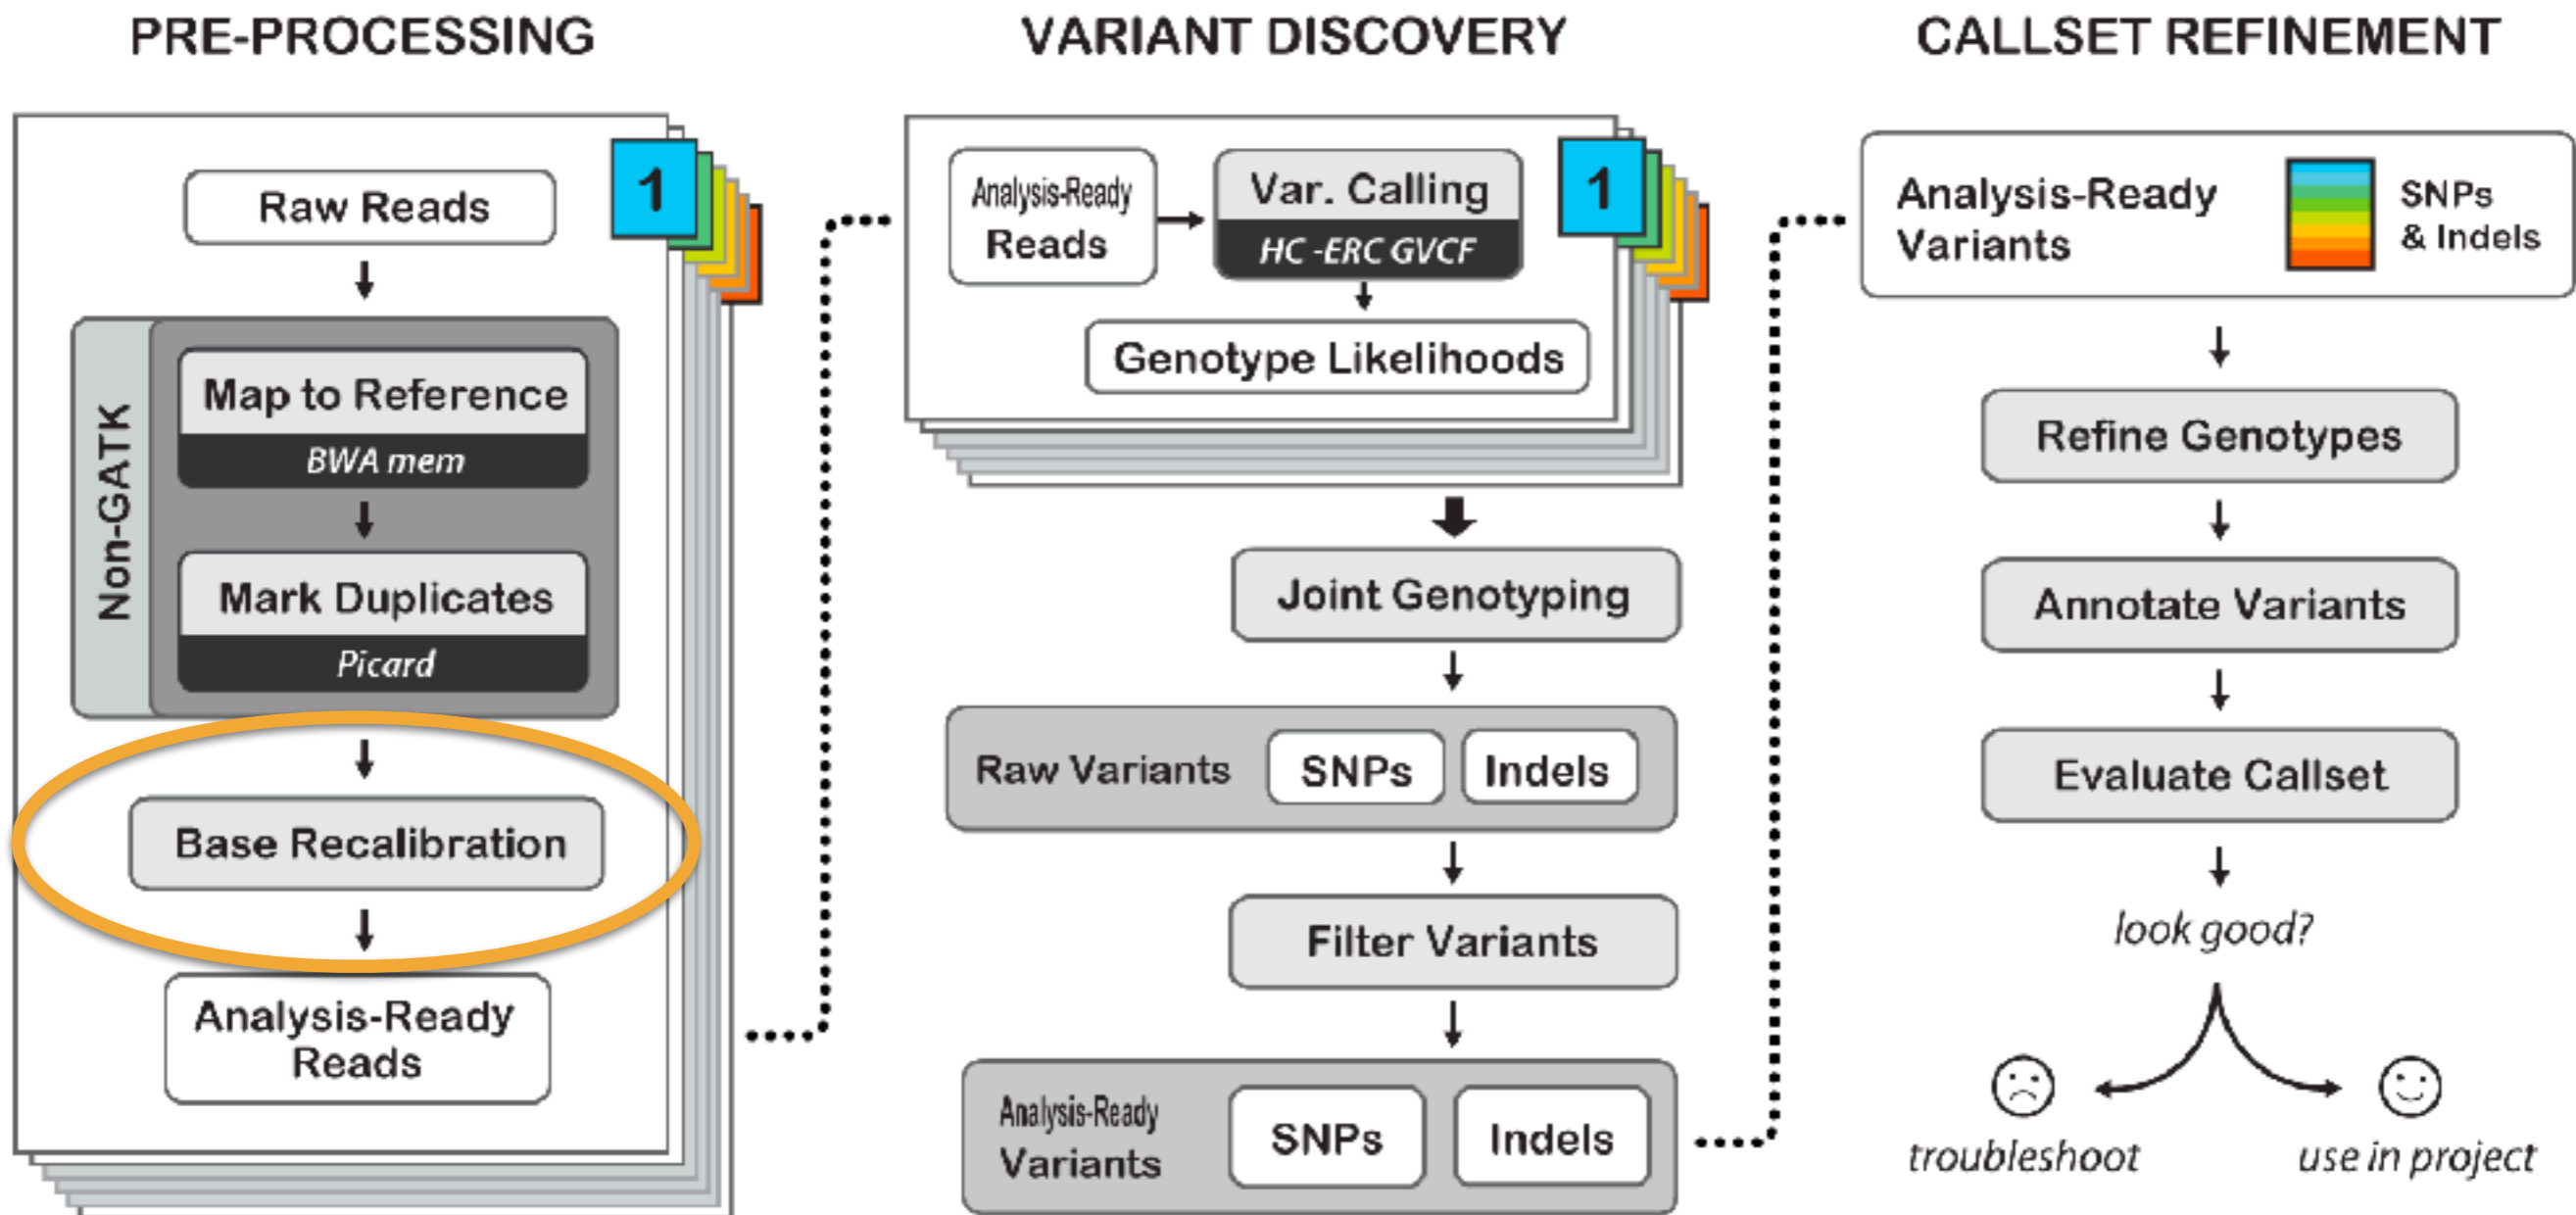 PRE-PROCESSING
1
Raw Reads
Non-GATK
Map to Reference
BWA mem
Mark Duplicates
Picard
Base Recalibration
Analysis-Ready
Reads
VARIANT DISCOVERY
1
Analysis-Ready
Reads
Var. Calling
HC -ERC GVCF
Genotype Likelihoods
Joint Genotyping
Raw Variants
SNPs
Indels
Filter Variants
Analysis-Ready
Variants
SNPs
Indels
CALLSET REFINEMENT
Analysis-Ready
Variants
SNPs
& Indels
Refine Genotypes
Annotate Variants
Evaluate Callset
look good?
troubleshoot
use in project